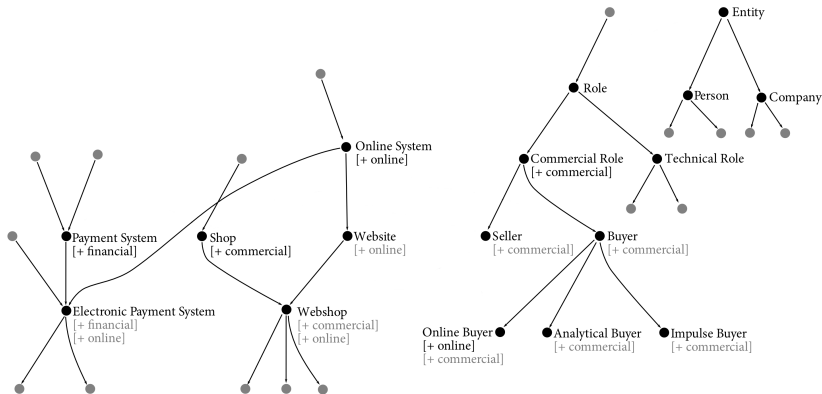 Entity
Role
Person
Company
Online System
[+ online]
Commercial Role
[+ commercial]
Technical Role
Payment System
[+ financial]
Shop
[+ commercial]
Website
[+ online]
Seller
[+ commercial]
Buyer
[+ commercial]
Electronic Payment System
[+ financial]
[+ online]
Webshop
[+ commercial]
[+ online]
Online Buyer
[+ online]
[+ commercial]
Analytical Buyer
[+ commercial]
Impulse Buyer
[+ commercial]